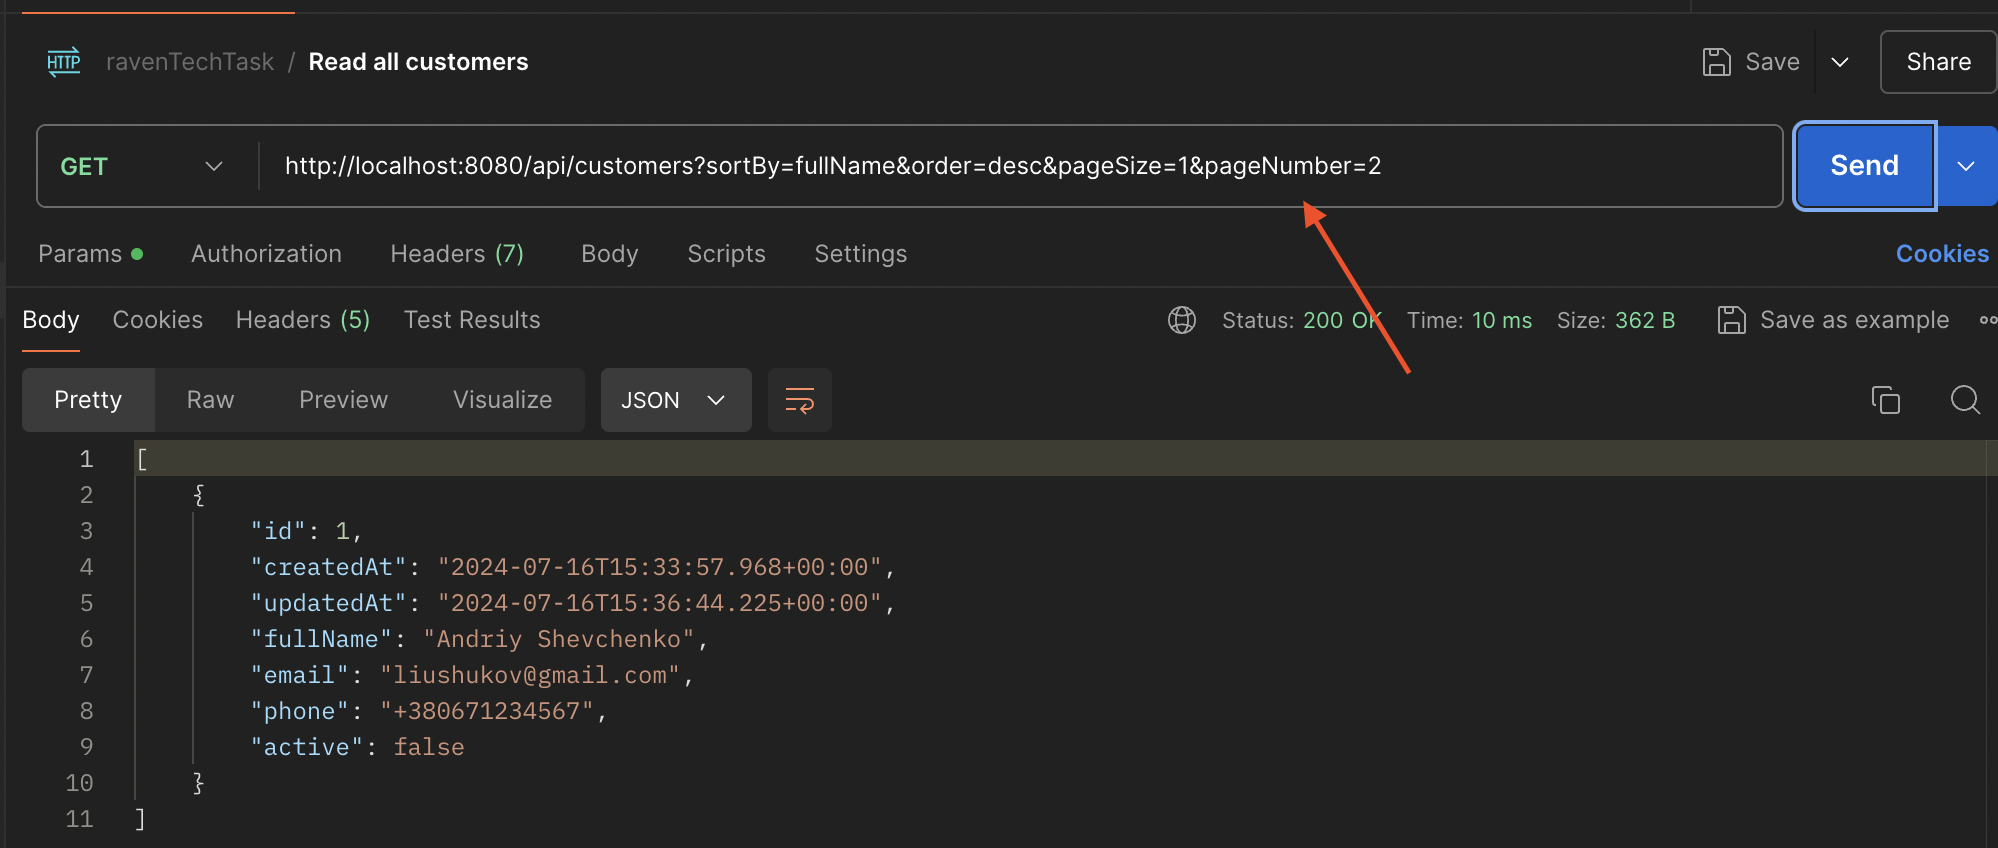 HTTP ravenTechTask / Read all customers Save Share
GET http://localhost:8080/api/customers?sortBy=fullName&order=desc&pageSize=1&pageNumber=2 Send
Params Authorization Headers (7) Body Scripts Settings Cookies
Body Cookies Headers (5) Test Results Status: 200 OK Time: 10 ms Size: 362 B Save as example
Pretty Raw Preview Visualize JSON
1 [
2 {
3 "id": 1,
4 "createdAt": "2024-07-16T15:33:57.968+00:00",
5 "updatedAt": "2024-07-16T15:36:44.225+00:00",
6 "fullName": "Andriy Shevchenko",
7 "email": "liushukov@gmail.com",
8 "phone": "+380671234567",
9 "active": false
10 }
11 ]